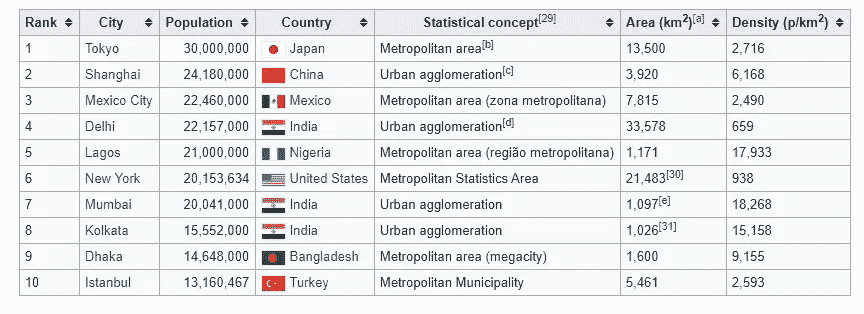 Rank City Population Country Statistical concept[29] Area (km2)[a] Density (p/km2)
1 Tokyo 30,000,000 Japan Metropolitan area[b] 13,500 2,716
2 Shanghai 24,180,000 China Urban agglomeration[c] 3,920 6,168
3 Mexico City 22,460,000 Mexico Metropolitan area (zona metropolitana) 7,815 2,490
4 Delhi 22,157,000 India Urban agglomeration[d] 33,578 659
5 Lagos 21,000,000 Nigeria Metropolitan area (região metropolitana) 1,171 17,933
6 New York 20,153,634 United States Metropolitan Statistics Area 21,483[30] 938
7 Mumbai 20,041,000 India Urban agglomeration 1,097[e] 18,268
8 Kolkata 15,552,000 India Urban agglomeration 1,026[31] 15,158
9 Dhaka 14,648,000 Bangladesh Metropolitan area (megacity) 1,600 9,155
10 Istanbul 13,160,467 Turkey Metropolitan Municipality 5,461 2,593